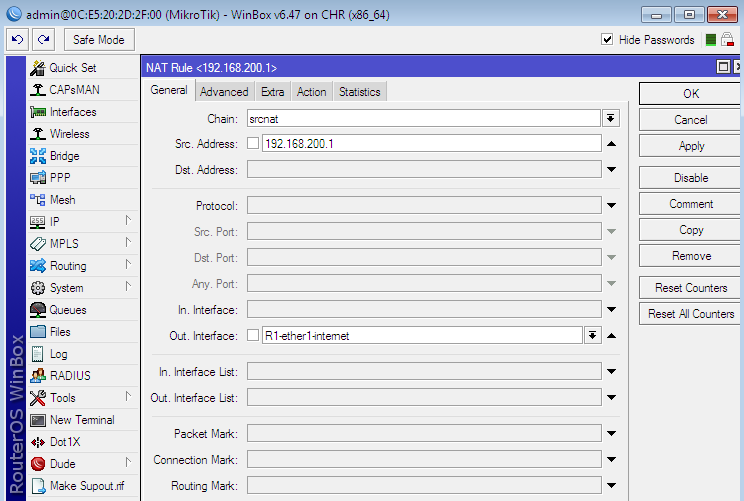 admin@0C:E5:20:2D:2F:00 (MikroTik) - WinBox v6.47 on CHR (x86_64)
Safe Mode
Hide Passwords
RouterOS WinBox
Quick Set
CAPsMAN
Interfaces
Wireless
Bridge
PPP
Mesh
IP
MPLS
Routing
System
Queues
Files
Log
RADIUS
Tools
New Terminal
Dot1X
Dude
Make Supout.rif
NAT Rule <192.168.200.1>
General Advanced Extra Action Statistics
Chain: srcnat
Src. Address: 192.168.200.1
Dst. Address:
Protocol:
Src. Port:
Dst. Port:
Any. Port:
In. Interface:
Out. Interface: R1-ether1-internet
In. Interface List:
Out. Interface List:
Packet Mark:
Connection Mark:
Routing Mark:
OK
Cancel
Apply
Disable
Comment
Copy
Remove
Reset Counters
Reset All Counters